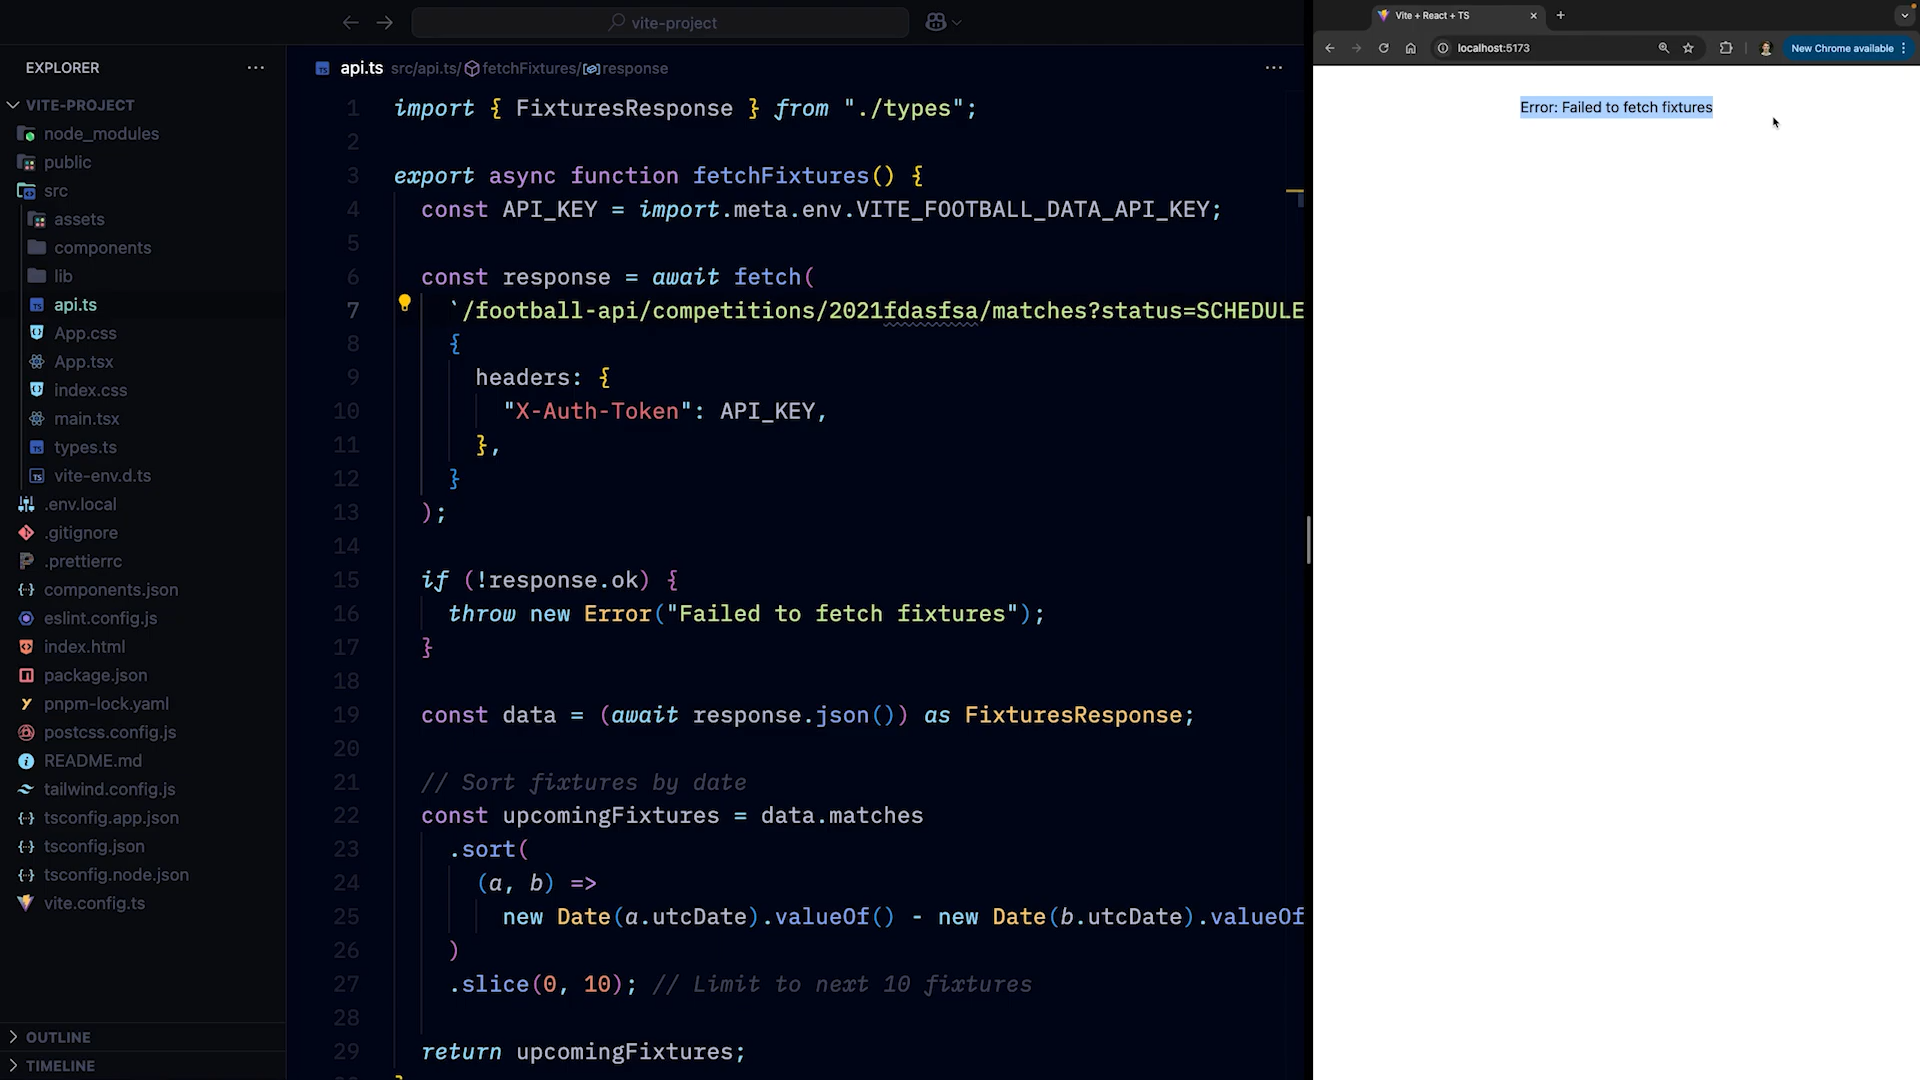 vite-project
EXPLORER
VITE-PROJECT
node_modules
public
src
assets
components
lib
api.ts
App.css
App.tsx
index.css
main.tsx
types.ts
vite-env.d.ts
.env.local
.gitignore
.prettierrc
components.json
eslint.config.js
index.html
package.json
pnpm-lock.yaml
postcss.config.js
README.md
tailwind.config.js
tsconfig.app.json
tsconfig.json
tsconfig.node.json
vite.config.ts
OUTLINE
TIMELINE
api.ts src/api.ts/ fetchFixtures/ response
1 import { FixturesResponse } from "./types";
2
3 export async function fetchFixtures() {
4 const API_KEY = import.meta.env.VITE_FOOTBALL_DATA_API_KEY;
5
6 const response = await fetch(
7 `/football-api/competitions/2021fdasfsa/matches?status=SCHEDULE
8 {
9 headers: {
10 "X-Auth-Token": API_KEY,
11 },
12 }
13 );
14
15 if (!response.ok) {
16 throw new Error("Failed to fetch fixtures");
17 }
18
19 const data = (await response.json()) as FixturesResponse;
20
21 // Sort fixtures by date
22 const upcomingFixtures = data.matches
23 .sort(
24 (a, b) =>
25 new Date(a.utcDate).valueOf() - new Date(b.utcDate).valueOf
26 )
27 .slice(0, 10); // Limit to next 10 fixtures
28
29 return upcomingFixtures;
Vite + React + TS
localhost:5173
New Chrome available
Error: Failed to fetch fixtures